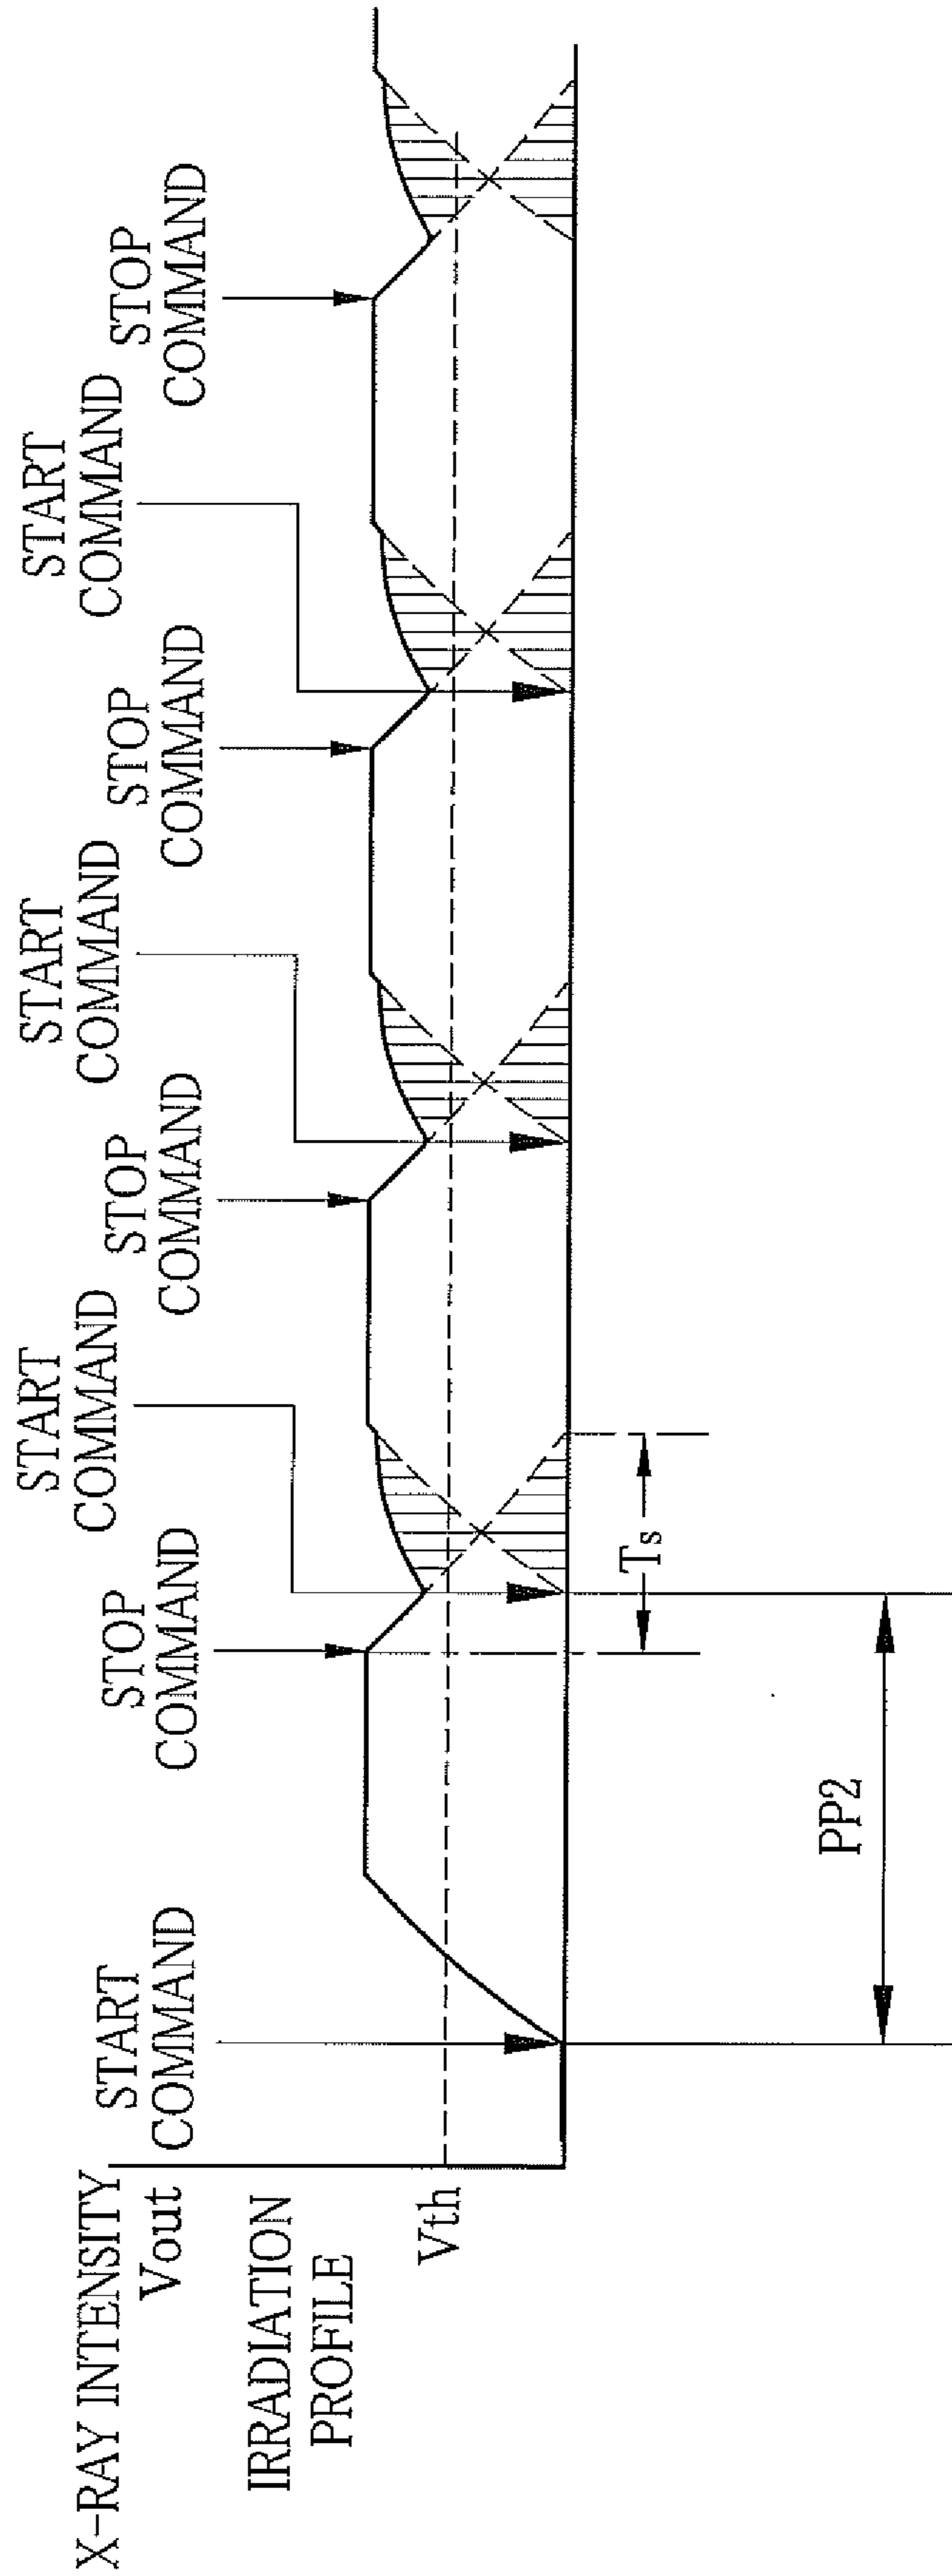 X-RAY INTENSITY
Vout
IRRADIATION
PROFILE
Vth
START
COMMAND
STOP
COMMAND
START
COMMAND
STOP
COMMAND
START
COMMAND
STOP
COMMAND
START
COMMAND
STOP
COMMAND
Ts
PP2